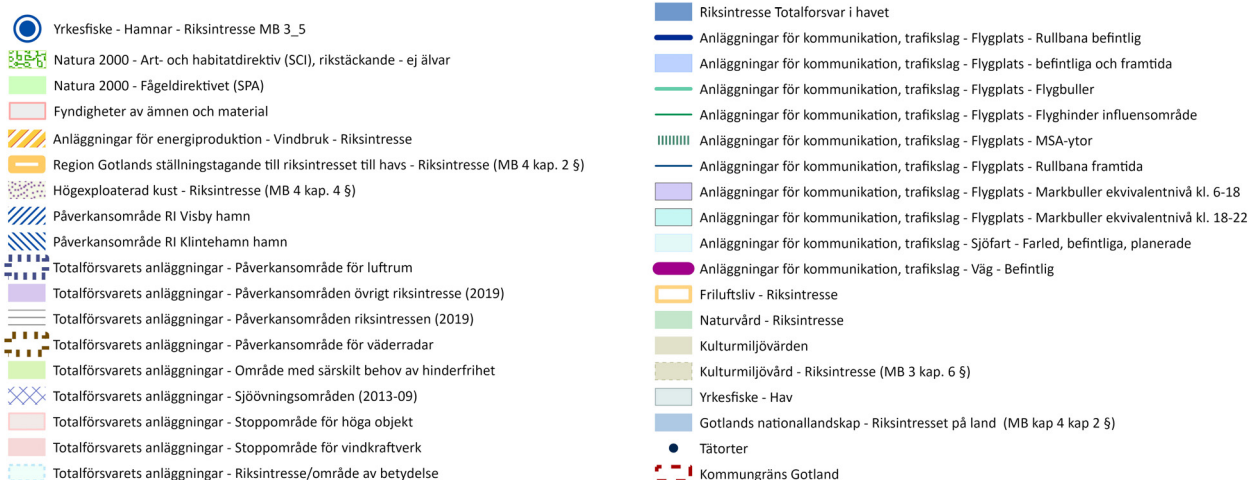 Yrkesfiske - Hamnar - Riksintresse MB 3_5
Natura 2000 - Art- och habitatdirektiv (SCI), rikstäckande - ej älvar
Natura 2000 - Fågeldirektivet (SPA)
Fyndigheter av ämnen och material
Anläggningar för energiproduktion - Vindbruk - Riksintresse
Region Gotlands ställningstagande till riksintresset till havs - Riksintresse (MB 4 kap. 2 §)
Högexploaterad kust - Riksintresse (MB 4 kap. 4 §)
Påverkansområde RI Visby hamn
Påverkansområde RI Klintehamn hamn
Totalförsvarets anläggningar - Påverkansområde för luftrum
Totalförsvarets anläggningar - Påverkansområden övrigt riksintresse (2019)
Totalförsvarets anläggningar - Påverkansområden riksintressen (2019)
Totalförsvarets anläggningar - Påverkansområde för väderradar
Totalförsvarets anläggningar - Område med särskilt behov av hinderfrihet
Totalförsvarets anläggningar - Sjöövningsområden (2013-09)
Totalförsvarets anläggningar - Stoppområde för höga objekt
Totalförsvarets anläggningar - Stoppområde för vindkraftverk
Totalförsvarets anläggningar - Riksintresse/område av betydelse
Riksintresse Totalforsvar i havet
Anläggningar för kommunikation, trafikslag - Flygplats - Rullbana befintlig
Anläggningar för kommunikation, trafikslag - Flygplats - befintliga och framtida
Anläggningar för kommunikation, trafikslag - Flygplats - Flygbuller
Anläggningar för kommunikation, trafikslag - Flygplats - Flyghinder influensområde
Anläggningar för kommunikation, trafikslag - Flygplats - MSA-ytor
Anläggningar för kommunikation, trafikslag - Flygplats - Rullbana framtida
Anläggningar för kommunikation, trafikslag - Flygplats - Markbuller ekvivalentnivå kl. 6-18
Anläggningar för kommunikation, trafikslag - Flygplats - Markbuller ekvivalentnivå kl. 18-22
Anläggningar för kommunikation, trafikslag - Sjöfart - Farled, befintliga, planerade
Anläggningar för kommunikation, trafikslag - Väg - Befintlig
Friluftsliv - Riksintresse
Naturvård - Riksintresse
Kulturmiljövärden
Kulturmiljövård - Riksintresse (MB 3 kap. 6 §)
Yrkesfiske - Hav
Gotlands nationallandskap - Riksintresset på land (MB kap 4 kap 2 §)
Tätorter
Kommungräns Gotland